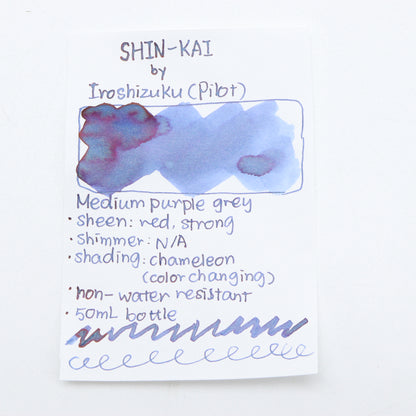 SHIN-KAI
by
Iroshizuku (Pilot)
Medium purple grey
• sheen: red, strong
• shimmer: N/A
• shading: chameleon
(color changing)
• non-water resistant
• 50mL bottle